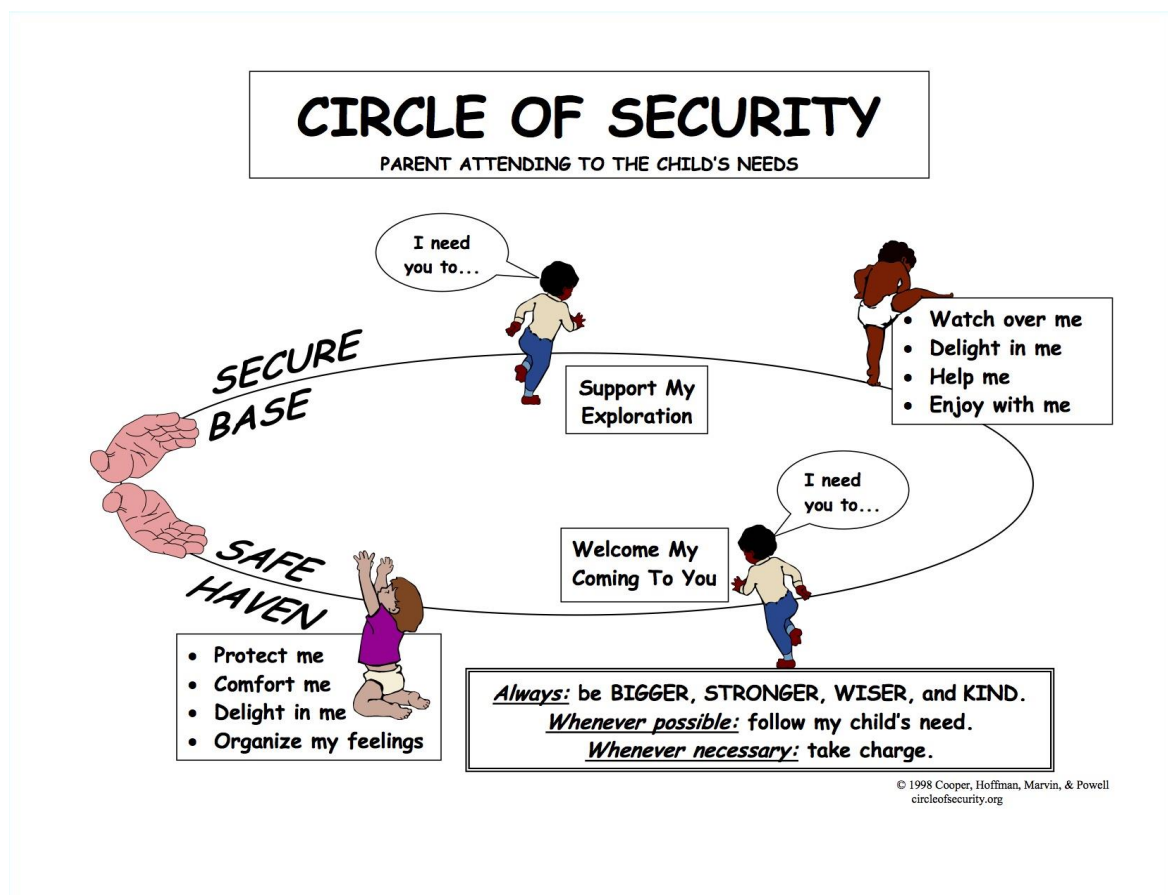 CIRCLE OF SECURITY
PARENT ATTENDING TO THE CHILD'S NEEDS
I need
you to...
SECURE
BASE
Support My
Exploration
• Watch over me
• Delight in me
• Help me
• Enjoy with me
I need
you to...
Welcome My
Coming To You
SAFE
HAVEN
• Protect me
• Comfort me
• Delight in me
• Organize my feelings
Always: be BIGGER, STRONGER, WISER, and KIND.
Whenever possible: follow my child's need.
Whenever necessary: take charge.
© 1998 Cooper, Hoffman, Marvin, & Powell
circleofsecurity.org